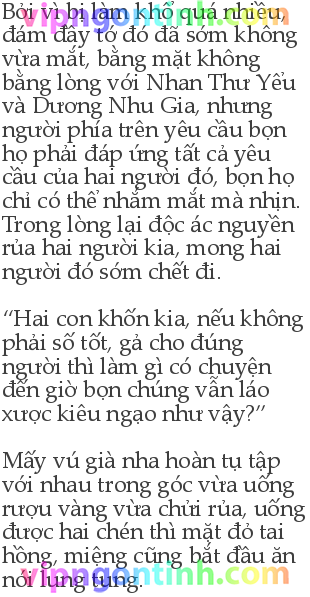 Bởi vì bị làm khổ quá nhiều,
đám đầy tớ đó đã sớm không
vừa mắt, bằng mặt không
bằng lòng với Nhan Thư Yểu
và Dương Nhu Gia, nhưng
người phía trên yêu cầu bọn
họ phải đáp ứng tất cả yêu
cầu của hai người đó, bọn họ
chỉ có thể nhắm mắt mà nhịn.
Trong lòng lại độc ác nguyền
rủa hai người kia, mong hai
người đó sớm chết đi.
“Hai con khốn kia, nếu không
phải số tốt, gả cho đúng
người thì làm gì có chuyện
đến giờ bọn chúng vẫn láo
xược kiêu ngạo như vậy?”
Mấy vú già nha hoàn tụ tập
với nhau trong góc vừa uống
rượu vàng vừa chửi rủa, uống
được hai chén thì mặt đỏ tai
hồng, miệng cũng bắt đầu ăn
nói lung tung.
vipngontinh.com
vipngontinh.com